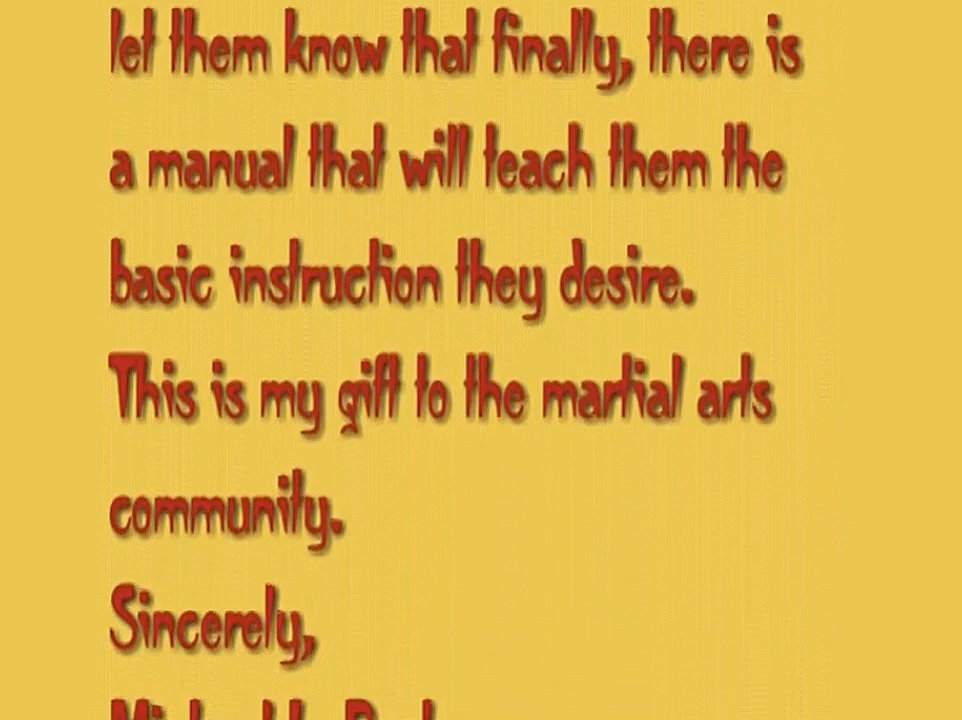 let them know that finally, there is
a manual that will teach them the
basic instruction they desire.
This is my gift to the martial arts
community.
Sincerely,